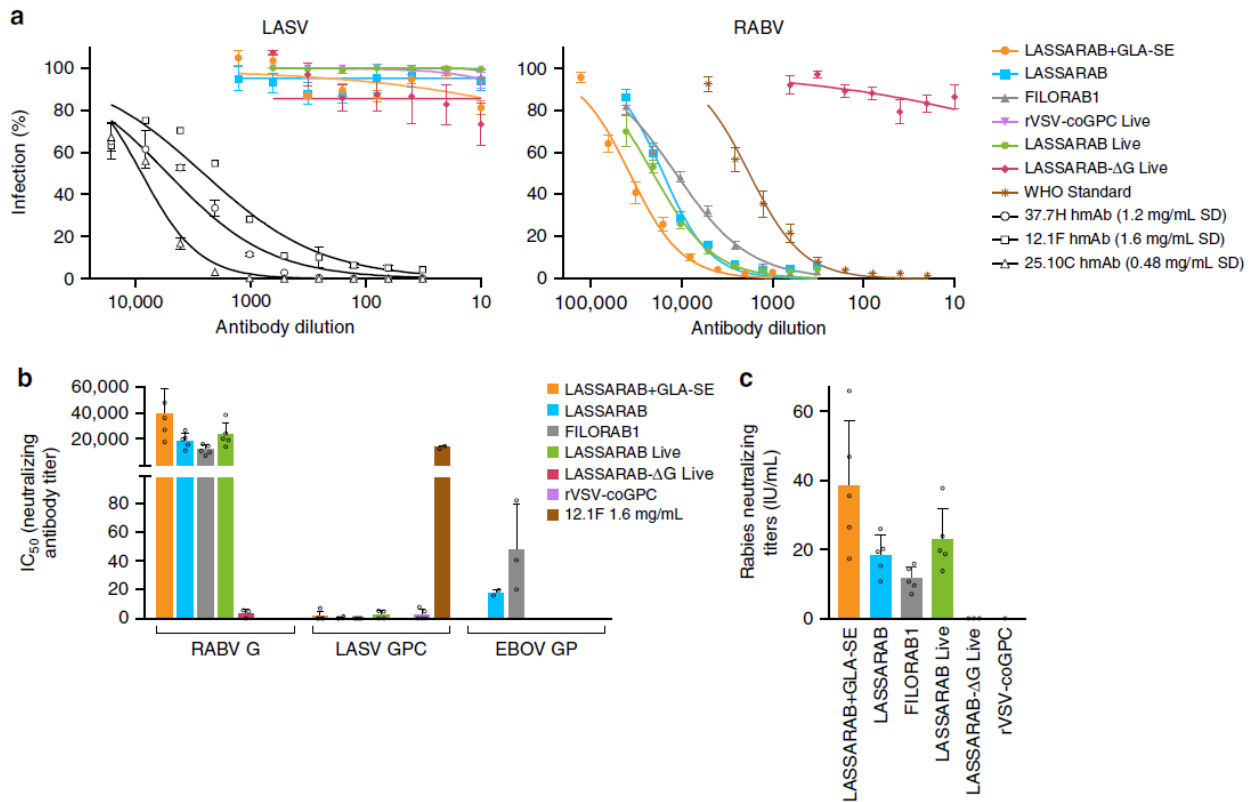 a
LASV
RABV
Infection (%)
100
80
60
40
20
0
10,000
1000
100
10
Antibody dilution
100
80
60
40
20
0
100,000
10,000
1000
100
10
Antibody dilution
LASSARAB+GLA-SE
LASSARAB
FILORAB1
rVSV-coGPC Live
LASSARAB Live
LASSARAB-ΔG Live
WHO Standard
37.7H hmAb (1.2 mg/mL SD)
12.1F hmAb (1.6 mg/mL SD)
25.10C hmAb (0.48 mg/mL SD)
b
IC50 (neutralizing
antibody titer)
60,000
40,000
20,000
80
60
40
20
0
RABV G
LASV GPC
EBOV GP
LASSARAB+GLA-SE
LASSARAB
FILORAB1
LASSARAB Live
LASSARAB-ΔG Live
rVSV-coGPC
12.1F 1.6 mg/mL
c
Rabies neutralizing
titers (IU/mL)
60
40
20
0
LASSARAB+GLA-SE
LASSARAB
FILORAB1
LASSARAB Live
LASSARAB-ΔG Live
rVSV-coGPC